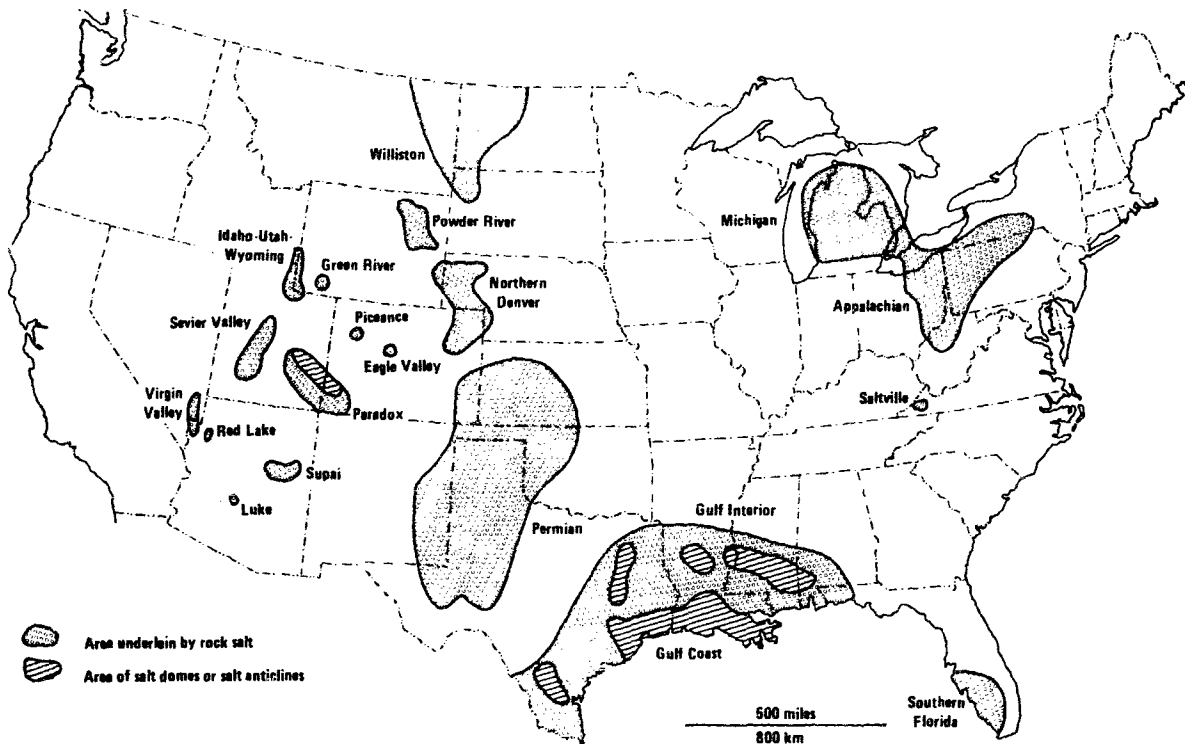 Williston
Michigan
Powder River
Idaho-Utah-
Wyoming
Green River
Northern
Denver
Appalachian
Sevier Valley
Piceance
Eagle Valley
Saltville
Virgin
Valley
Paradox
Red Lake
Supai
Luke
Permian
Gulf Interior
Area underlain by rock salt
Gulf Coast
Area of salt domes or salt anticlines
Southern
Florida
500 miles
800 km